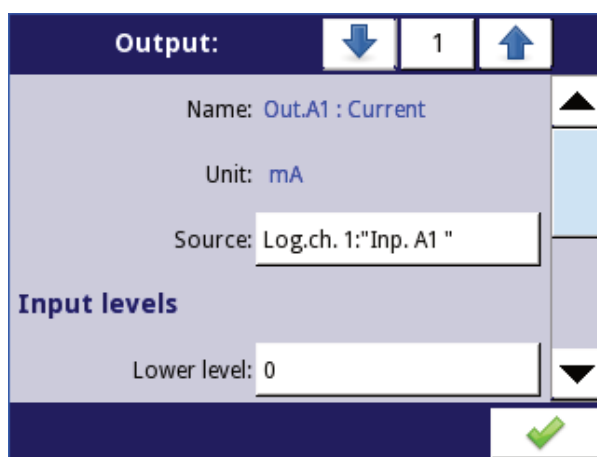 Output: 1
Name: Out.A1 : Current
Unit: mA
Source: Log.ch. 1:"Inp. A1 "
Input levels
Lower level: 0